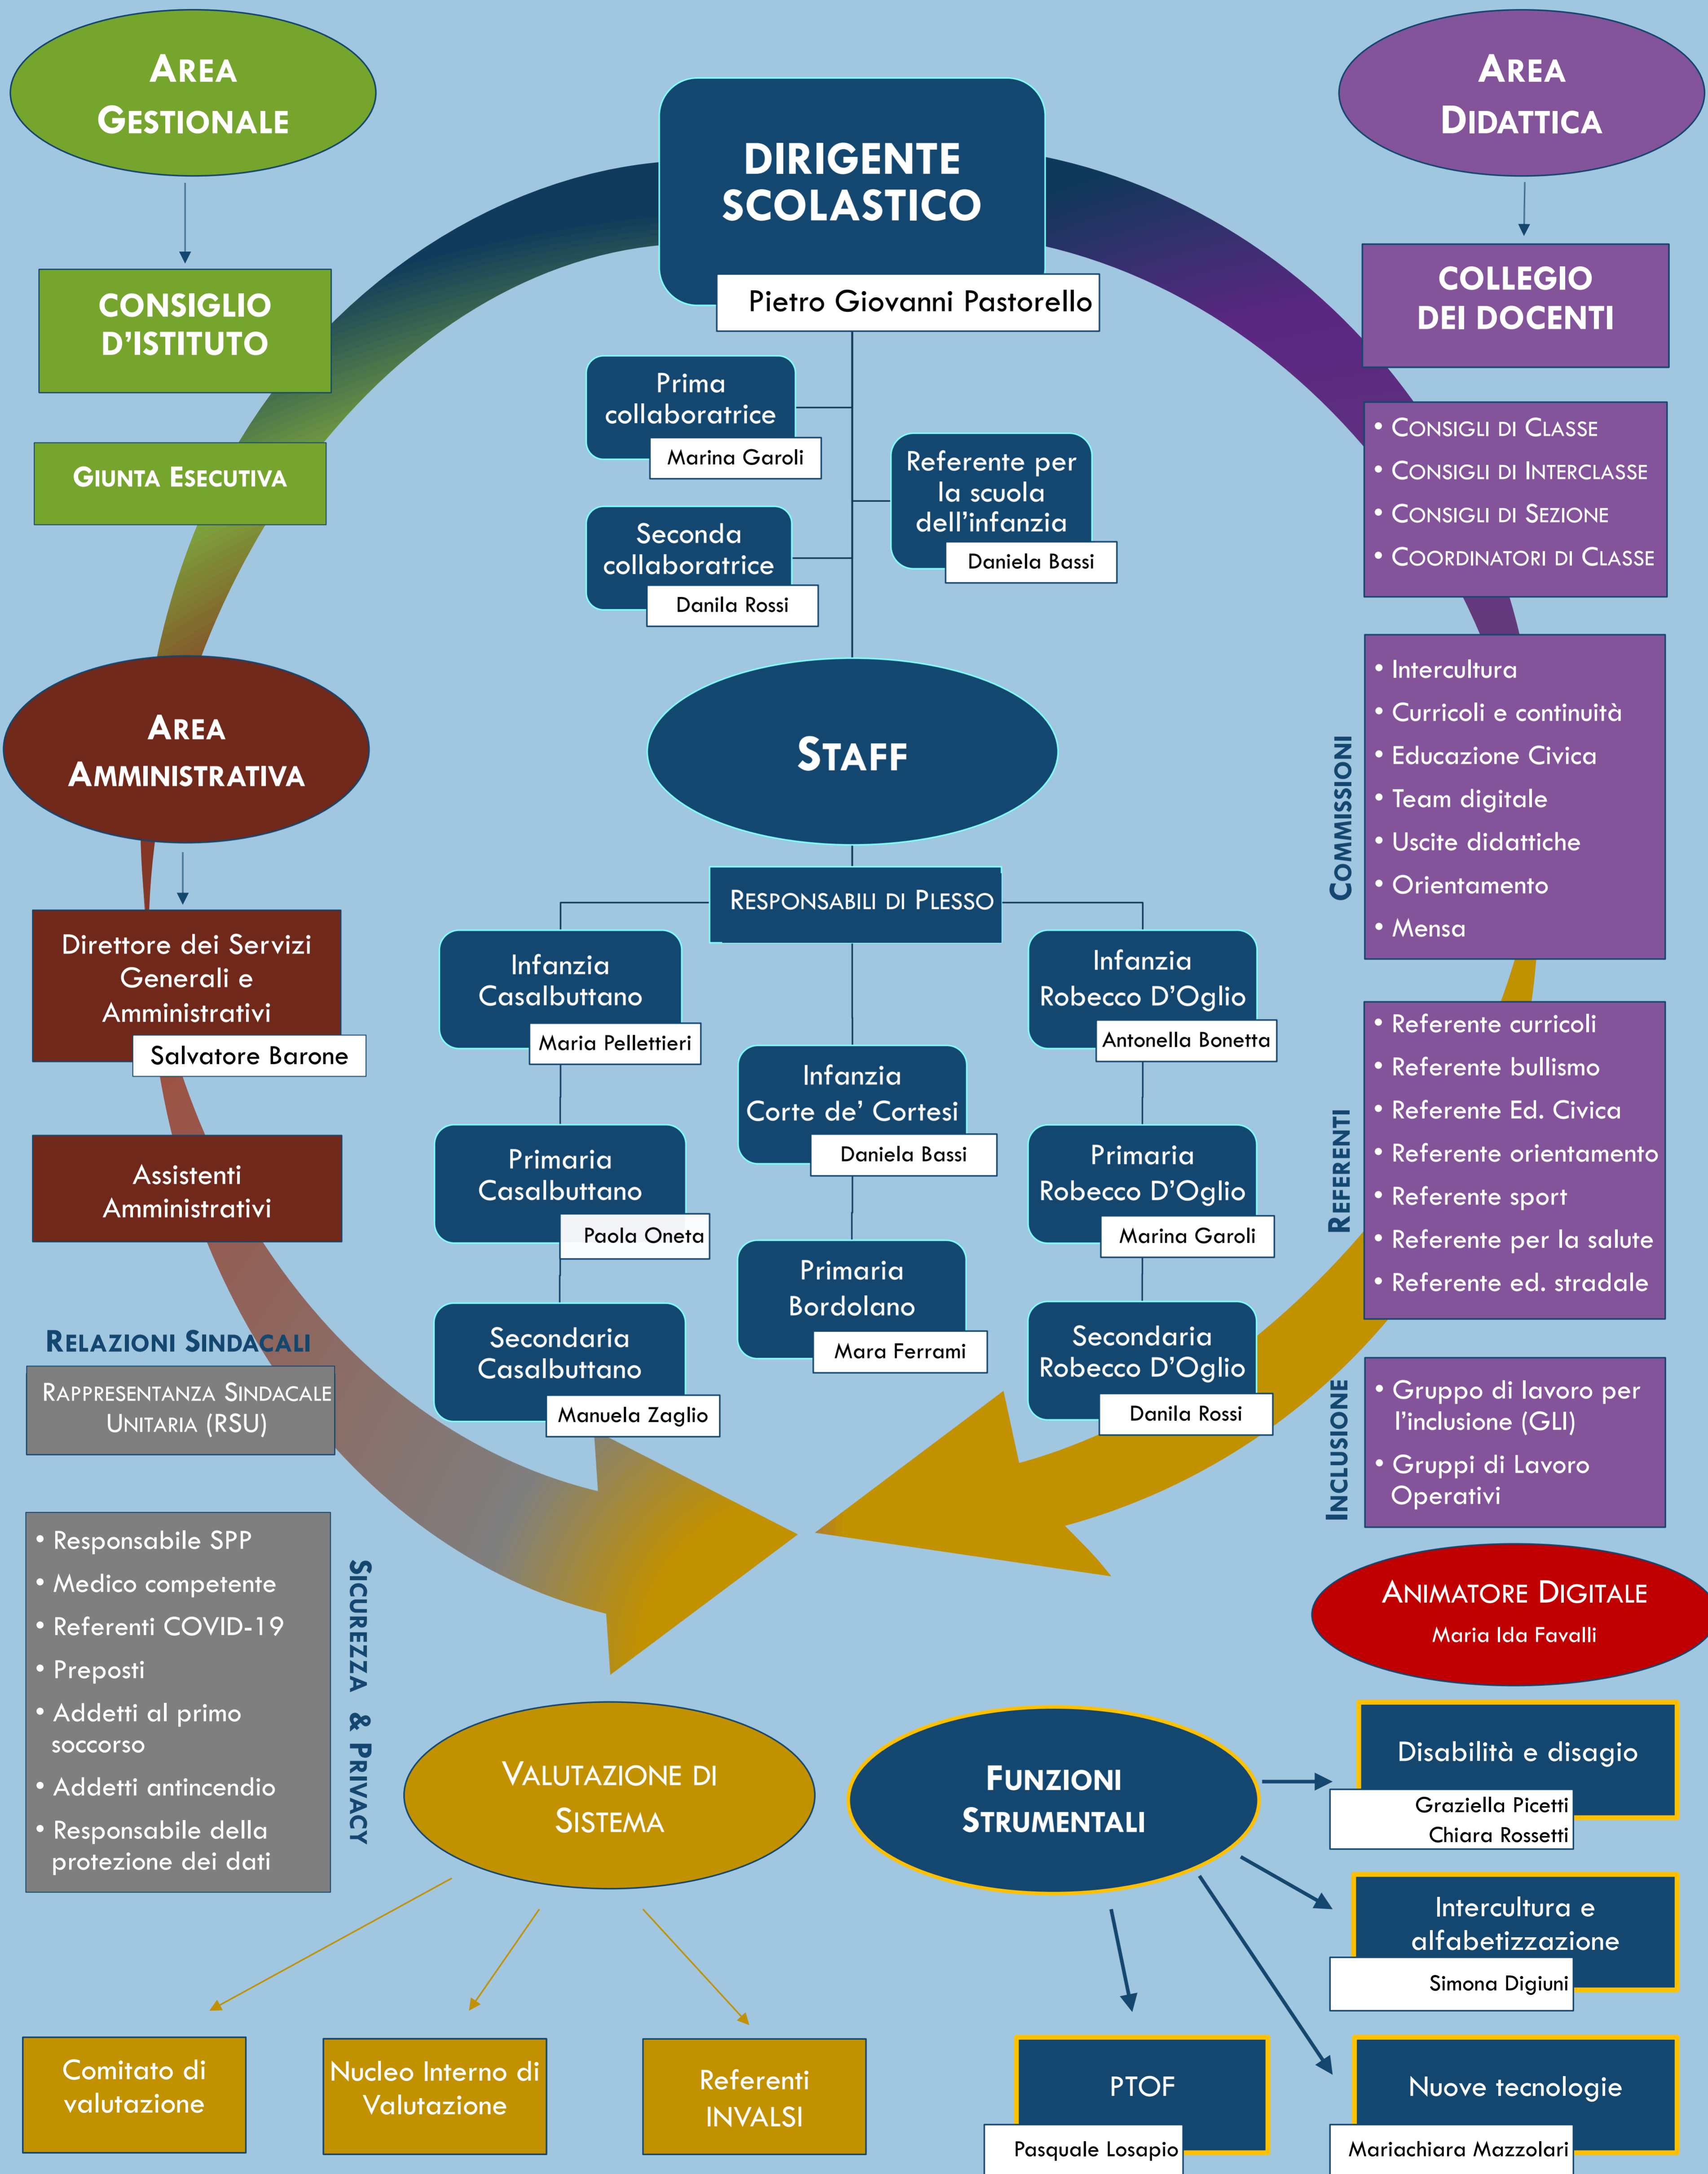 AREA
GESTIONALE
CONSIGLIO
D'ISTITUTO
GIUNTA ESECUTIVA
AREA
AMMINISTRATIVA
Direttore dei Servizi
Generali e
Amministrativi
Salvatore Barone
Assistenti
Amministrativi
RELAZIONI SINDACALI
RAPPRESENTANZA SINDACALE
UNITARIA (RSU)
• Responsabile SPP
• Medico competente
• Referenti COVID-19
• Preposti
• Addetti al primo
soccorso
• Addetti antincendio
• Responsabile della
protezione dei dati
SICUREZZA & PRIVACY
DIRIGENTE
SCOLASTICO
Pietro Giovanni Pastorello
Prima
collaboratrice
Marina Garoli
Referente per
la scuola
dell'infanzia
Daniela Bassi
Seconda
collaboratrice
Danila Rossi
STAFF
RESPONSABILI DI PLESSO
Infanzia
Casalbuttano
Maria Pellettieri
Primaria
Casalbuttano
Paola Oneta
Secondaria
Casalbuttano
Manuela Zaglio
Infanzia
Corte de' Cortesi
Daniela Bassi
Primaria
Bordolano
Mara Ferrami
Infanzia
Robecco D'Oglio
Antonella Bonetta
Primaria
Robecco D'Oglio
Marina Garoli
Secondaria
Robecco D'Oglio
Danila Rossi
AREA
DIDATTICA
COLLEGIO
DEI DOCENTI
• CONSIGLI DI CLASSE
• CONSIGLI DI INTERCLASSE
• CONSIGLI DI SEZIONE
• COORDINATORI DI CLASSE
COMMISSIONI
• Intercultura
• Curricoli e continuità
• Educazione Civica
• Team digitale
• Uscite didattiche
• Orientamento
• Mensa
REFERENTI
• Referente curricoli
• Referente bullismo
• Referente Ed. Civica
• Referente orientamento
• Referente sport
• Referente per la salute
• Referente ed. stradale
INCLUSIONE
• Gruppo di lavoro per
l'inclusione (GLI)
• Gruppi di Lavoro
Operativi
ANIMATORE DIGITALE
Maria Ida Favalli
VALUTAZIONE DI
SISTEMA
Comitato di
valutazione
Nucleo Interno di
Valutazione
Referenti
INVALSI
FUNZIONI
STRUMENTALI
Disabilità e disagio
Graziella Picetti
Chiara Rossetti
Intercultura e
alfabetizzazione
Simona Digiuni
PTOF
Pasquale Losapio
Nuove tecnologie
Mariachiara Mazzolari